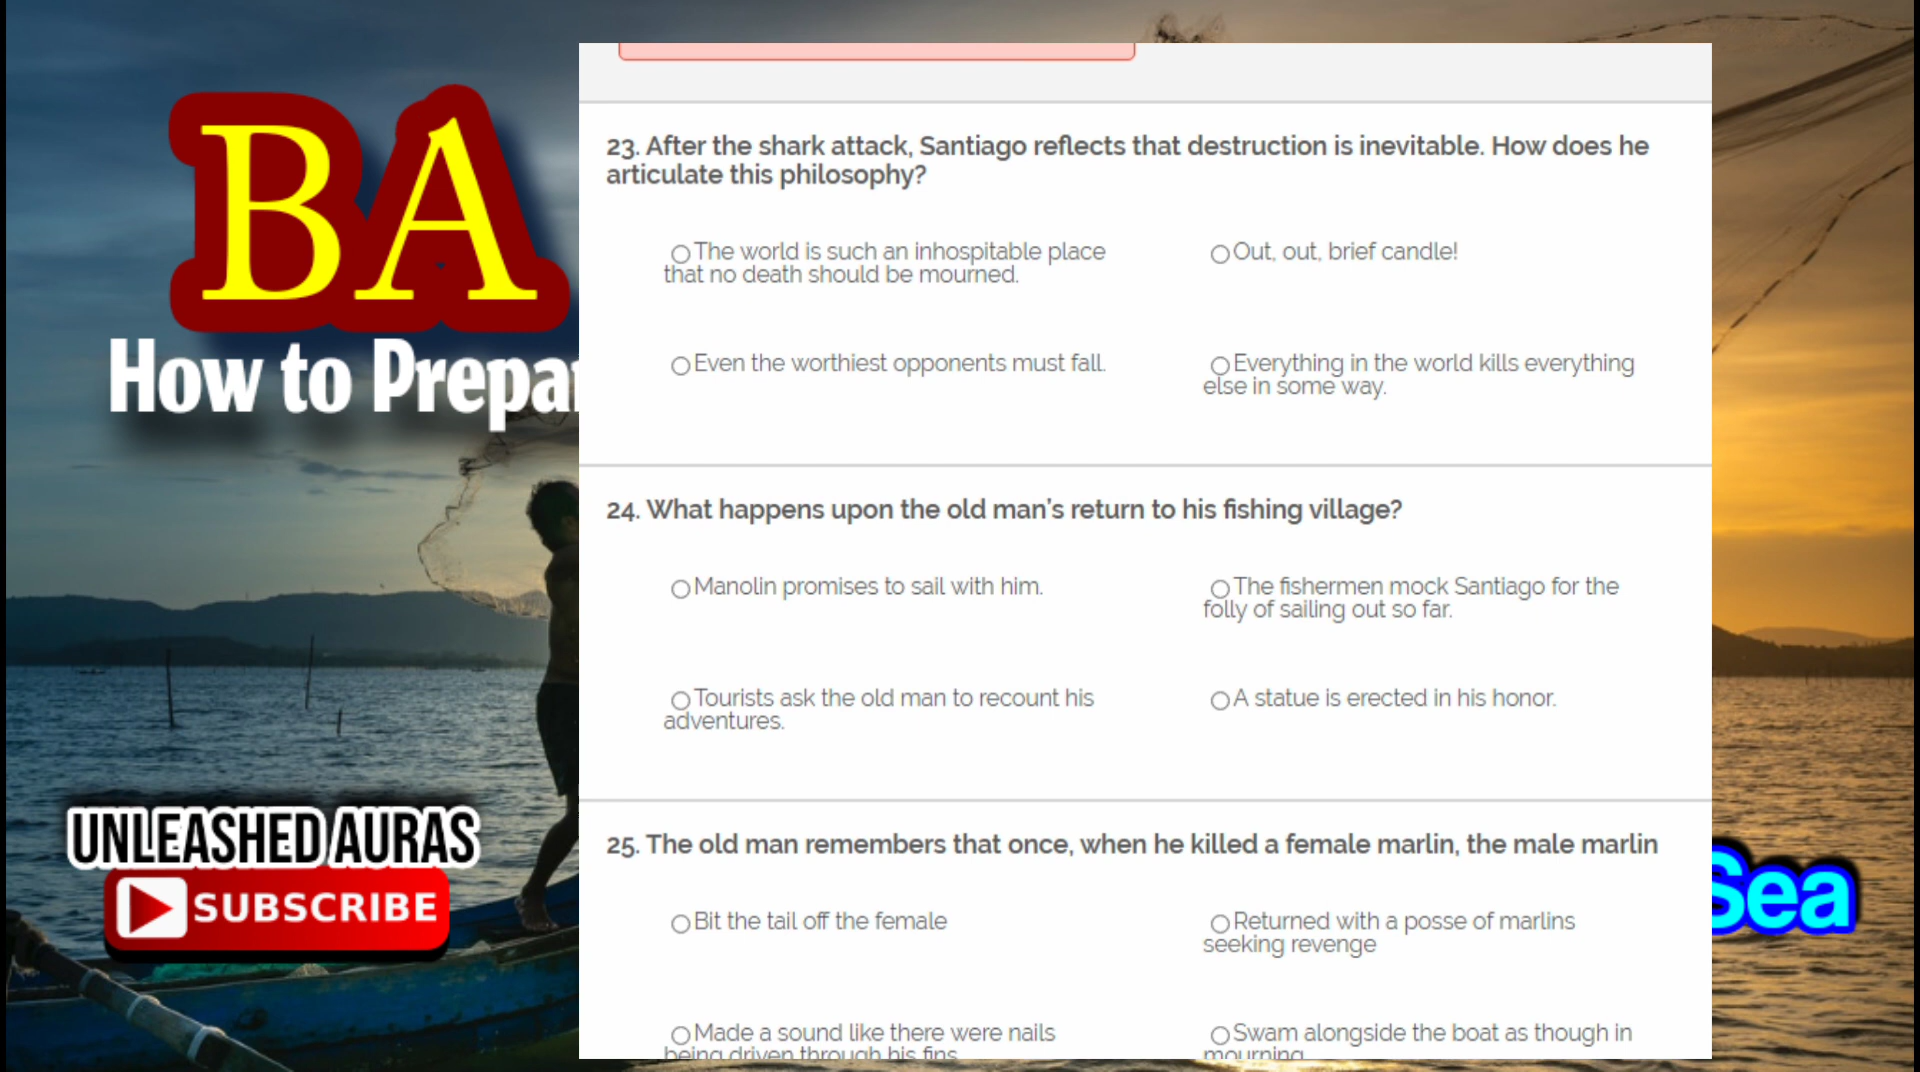 BA
How to Prepar
23. After the shark attack, Santiago reflects that destruction is inevitable. How does he
articulate this philosophy?
The world is such an inhospitable place
that no death should be mourned.
Out, out, brief candle!
Even the worthiest opponents must fall.
Everything in the world kills everything
else in some way.
24. What happens upon the old man's return to his fishing village?
Manolin promises to sail with him.
The fishermen mock Santiago for the
folly of sailing out so far.
Tourists ask the old man to recount his
adventures.
A statue is erected in his honor.
25. The old man remembers that once, when he killed a female marlin, the male marlin
Bit the tail off the female
Returned with a posse of marlins
seeking revenge
Made a sound like there were nails
being driven through his fins
Swam alongside the boat as though in
mourning
UNLEASHED AURAS
SUBSCRIBE
Sea